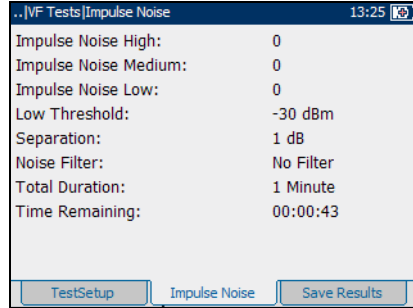 ..|VF Tests|Impulse Noise 13:25
Impulse Noise High: 0
Impulse Noise Medium: 0
Impulse Noise Low: 0
Low Threshold: -30 dBm
Separation: 1 dB
Noise Filter: No Filter
Total Duration: 1 Minute
Time Remaining: 00:00:43
TestSetup Impulse Noise Save Results